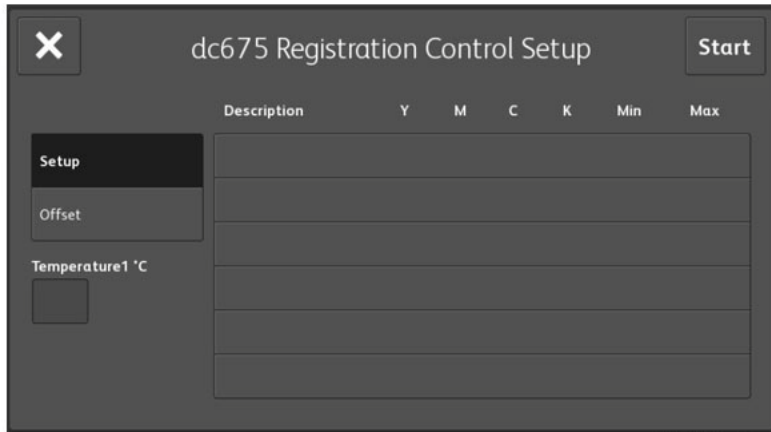 dc675 Registration Control Setup
Start
Description Y M C K Min Max
Setup
Offset
Temperature1 °C